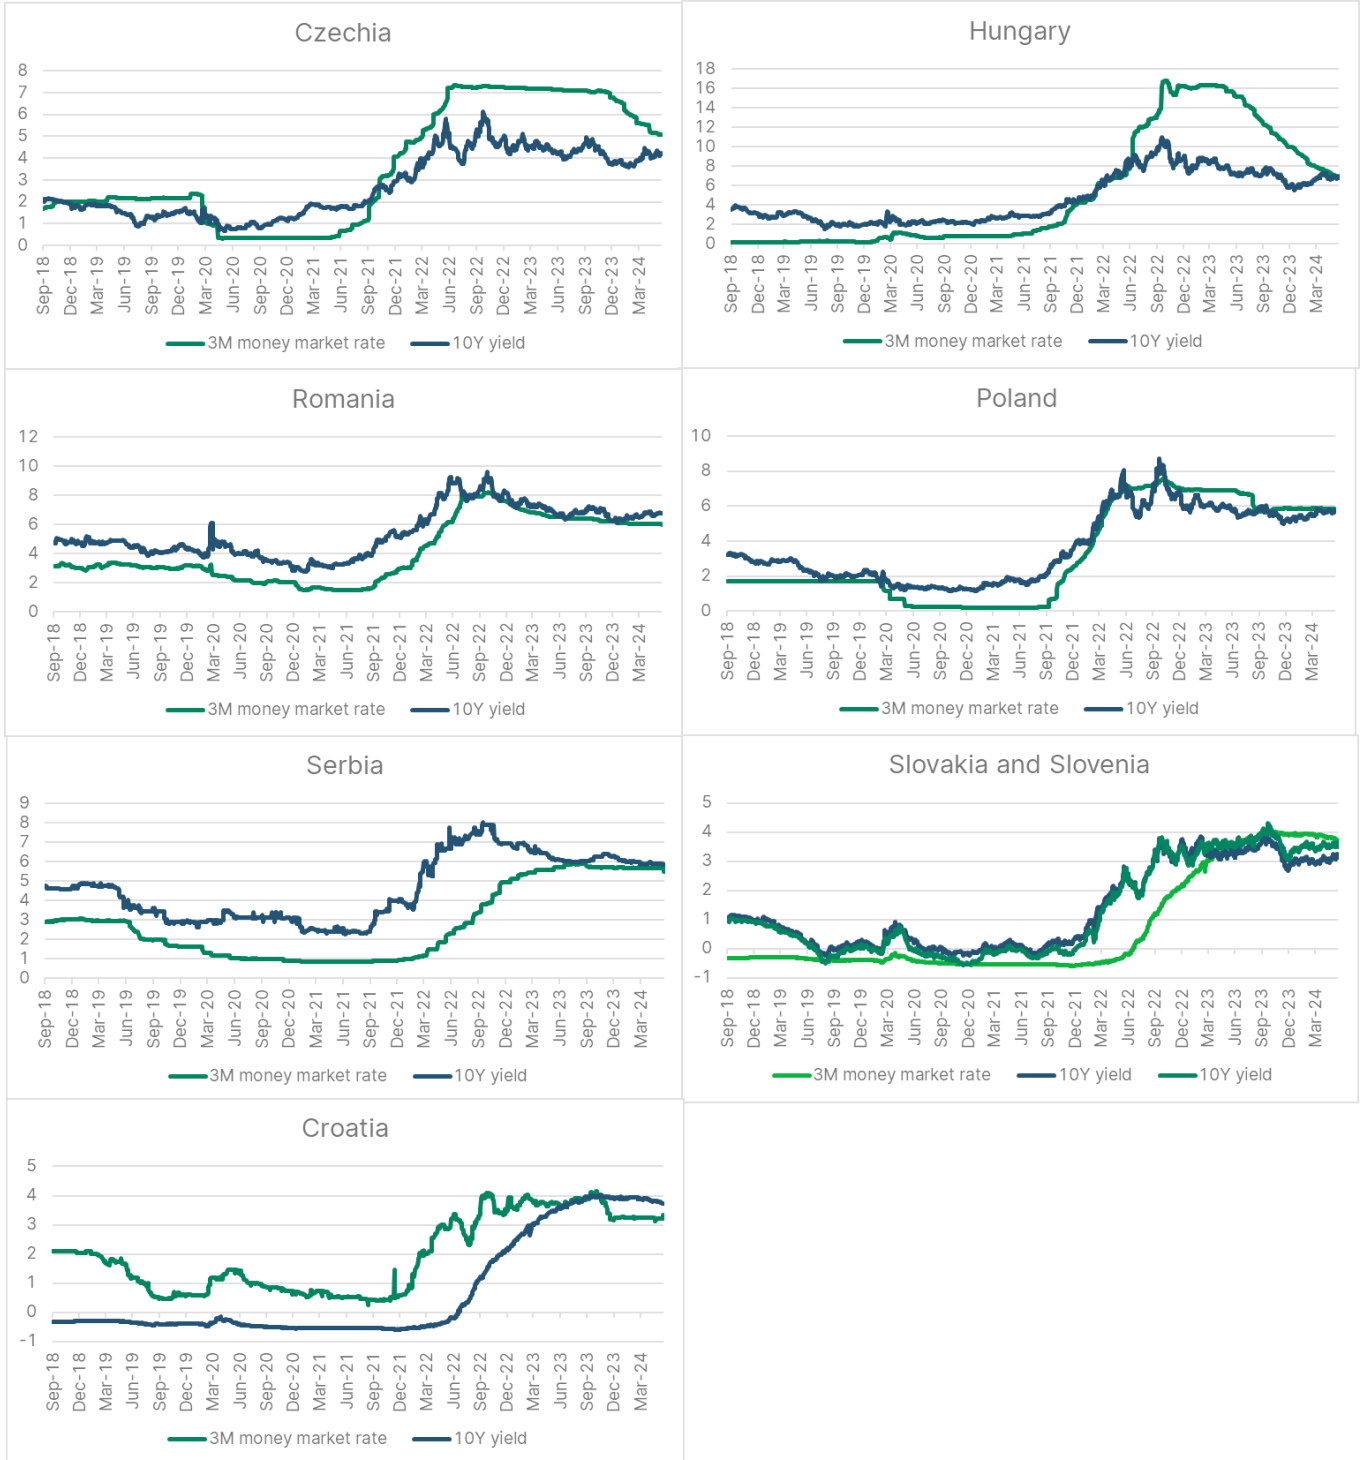 Czechia
8
7
6
5
4
3
2
1
0
Sep-18 Dec-18 Mar-19 Jun-19 Sep-19 Dec-19 Mar-20 Jun-20 Sep-20 Dec-20 Mar-21 Jun-21 Sep-21 Dec-21 Mar-22 Jun-22 Sep-22 Dec-22 Mar-23 Jun-23 Sep-23 Dec-23 Mar-24
3M money market rate 10Y yield
Hungary
18
16
14
12
10
8
6
4
2
0
Sep-18 Dec-18 Mar-19 Jun-19 Sep-19 Dec-19 Mar-20 Jun-20 Sep-20 Dec-20 Mar-21 Jun-21 Sep-21 Dec-21 Mar-22 Jun-22 Sep-22 Dec-22 Mar-23 Jun-23 Sep-23 Dec-23 Mar-24
3M money market rate 10Y yield
Romania
12
10
8
6
4
2
0
Sep-18 Dec-18 Mar-19 Jun-19 Sep-19 Dec-19 Mar-20 Jun-20 Sep-20 Dec-20 Mar-21 Jun-21 Sep-21 Dec-21 Mar-22 Jun-22 Sep-22 Dec-22 Mar-23 Jun-23 Sep-23 Dec-23 Mar-24
3M money market rate 10Y yield
Poland
10
8
6
4
2
0
Sep-18 Dec-18 Mar-19 Jun-19 Sep-19 Dec-19 Mar-20 Jun-20 Sep-20 Dec-20 Mar-21 Jun-21 Sep-21 Dec-21 Mar-22 Jun-22 Sep-22 Dec-22 Mar-23 Jun-23 Sep-23 Dec-23 Mar-24
3M money market rate 10Y yield
Serbia
9
8
7
6
5
4
3
2
1
0
Sep-18 Dec-18 Mar-19 Jun-19 Sep-19 Dec-19 Mar-20 Jun-20 Sep-20 Dec-20 Mar-21 Jun-21 Sep-21 Dec-21 Mar-22 Jun-22 Sep-22 Dec-22 Mar-23 Jun-23 Sep-23 Dec-23 Mar-24
3M money market rate 10Y yield
Slovakia and Slovenia
5
4
3
2
1
0
-1
Sep-18 Dec-18 Mar-19 Jun-19 Sep-19 Dec-19 Mar-20 Jun-20 Sep-20 Dec-20 Mar-21 Jun-21 Sep-21 Dec-21 Mar-22 Jun-22 Sep-22 Dec-22 Mar-23 Jun-23 Sep-23 Dec-23 Mar-24
3M money market rate 10Y yield 10Y yield
Croatia
5
4
3
2
1
0
-1
Sep-18 Dec-18 Mar-19 Jun-19 Sep-19 Dec-19 Mar-20 Jun-20 Sep-20 Dec-20 Mar-21 Jun-21 Sep-21 Dec-21 Mar-22 Jun-22 Sep-22 Dec-22 Mar-23 Jun-23 Sep-23 Dec-23 Mar-24
3M money market rate 10Y yield